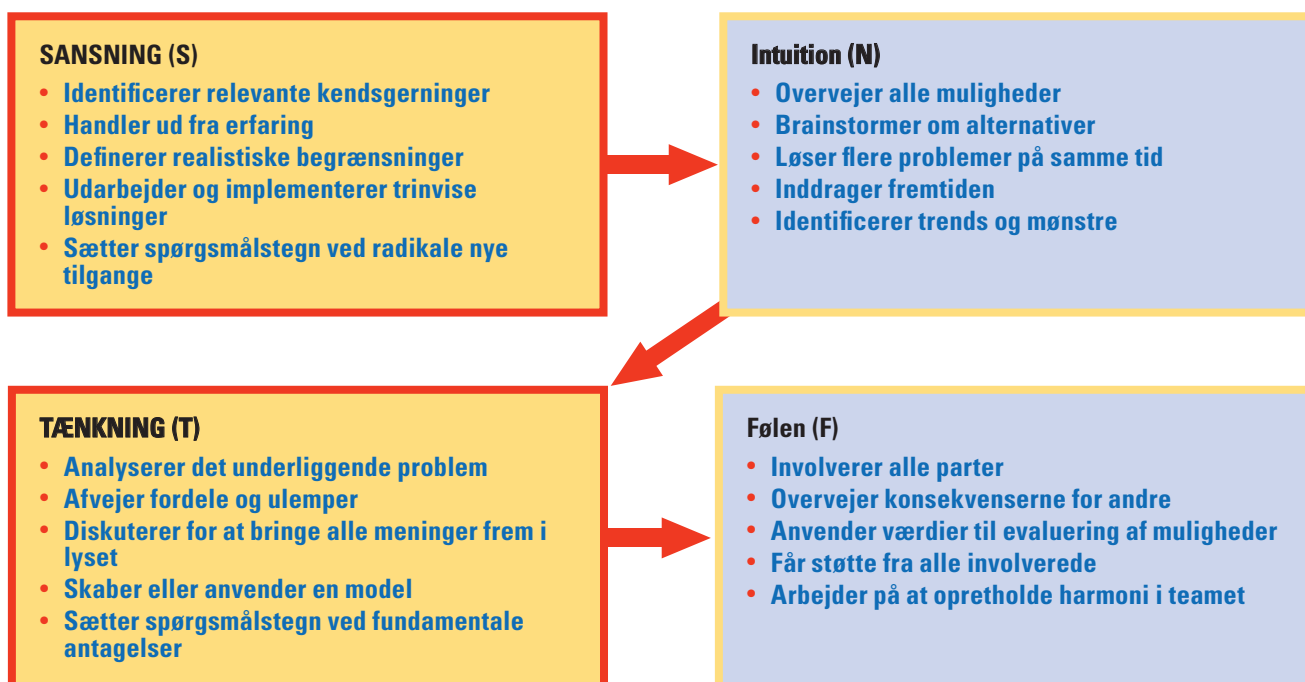 SANSNING (S)
• Identificerer relevante kendsgerninger
• Handler ud fra erfaring
• Definerer realistiske begrænsninger
• Udarbejder og implementerer trinvise
løsninger
• Sætter spørgsmålstegn ved radikale nye
tilgange
Intuition (N)
• Overvejer alle muligheder
• Brainstormer om alternativer
• Løser flere problemer på samme tid
• Inddrager fremtiden
• Identificerer trends og mønstre
TÆNKNING (T)
• Analyserer det underliggende problem
• Afvejer fordele og ulemper
• Diskuterer for at bringe alle meninger frem i
lyset
• Skaber eller anvender en model
• Sætter spørgsmålstegn ved fundamentale
antagelser
Følen (F)
• Involverer alle parter
• Overvejer konsekvenserne for andre
• Anvender værdier til evaluering af muligheder
• Får støtte fra alle involverede
• Arbejder på at opretholde harmoni i teamet